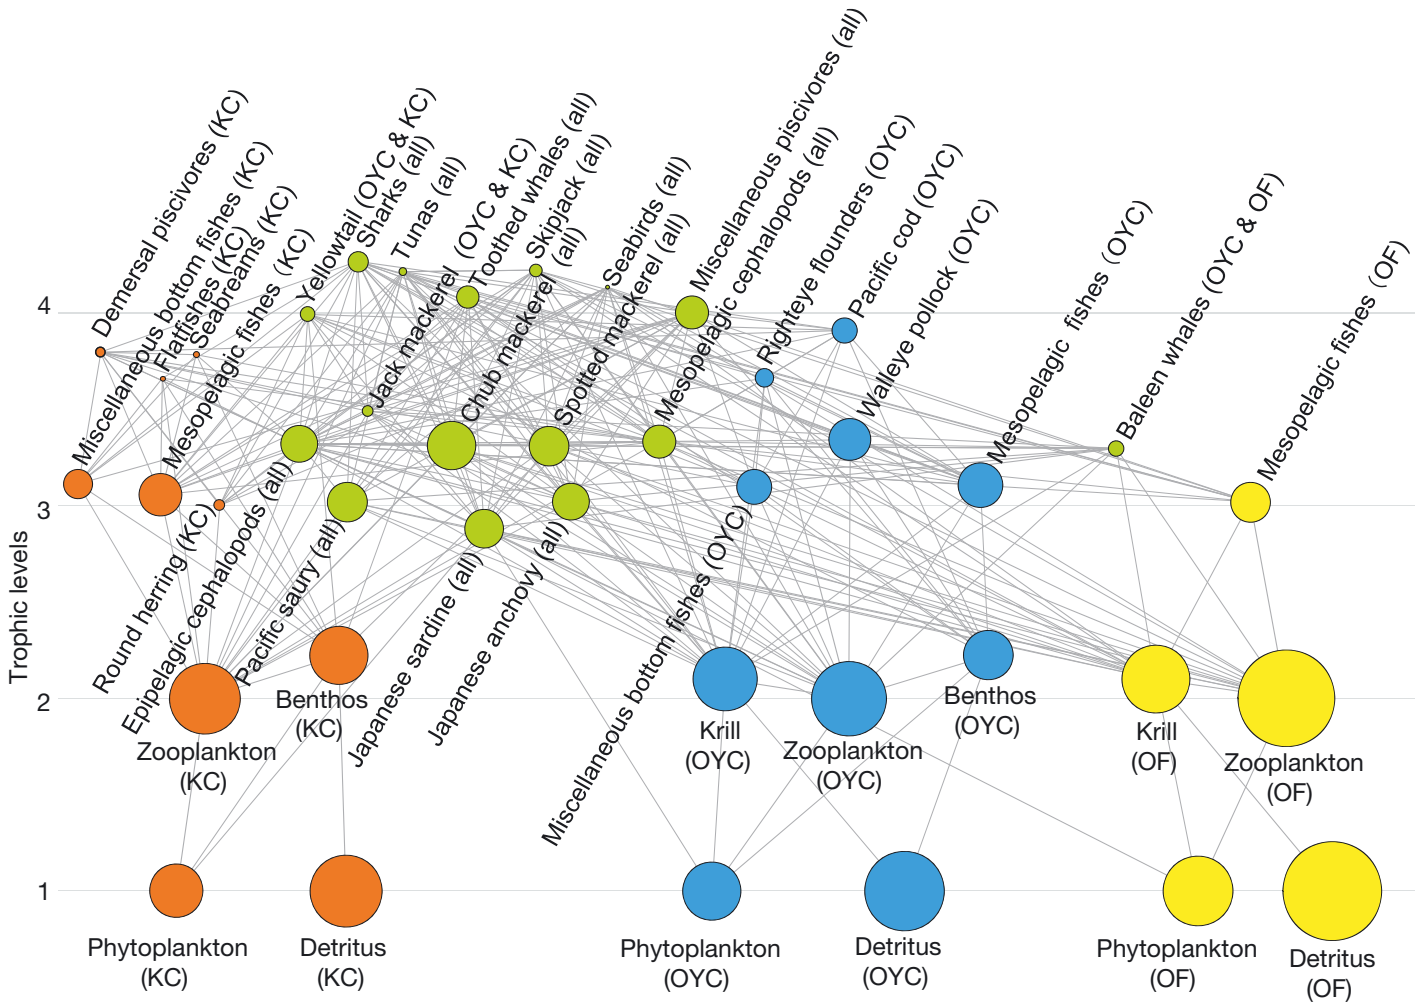 Demersal piscivores (KC)
Miscellaneous bottom fishes (KC)
Flatfishes (KC)
Seabreams (KC)
Mesopelagic fishes (KC)
Yellowtail (OYC & KC)
Sharks (all)
Tunas (all)
Jack mackerel (OYC & KC)
Toothed whales (all)
Chub mackerel (all)
Skipjack (all)
Spotted mackerel (all)
Seabirds (all)
Miscellaneous piscivores (all)
Mesopelagic cephalopods (all)
Righteye flounders (OYC)
Pacific cod (OYC)
Walleye pollock (OYC)
Mesopelagic fishes (OYC)
Baleen whales (OYC & OF)
Mesopelagic fishes (OF)
4
3
2
1
Trophic levels
Round herring (KC)
Epipelagic cephalopods (all)
Pacific saury (all)
Japanese sardine (all)
Japanese anchovy (all)
Miscellaneous bottom fishes (OYC)
Zooplankton
(KC)
Benthos
(KC)
Krill
(OYC)
Zooplankton
(OYC)
Benthos
(OYC)
Krill
(OF)
Zooplankton
(OF)
Phytoplankton
(KC)
Detritus
(KC)
Phytoplankton
(OYC)
Detritus
(OYC)
Phytoplankton
(OF)
Detritus
(OF)